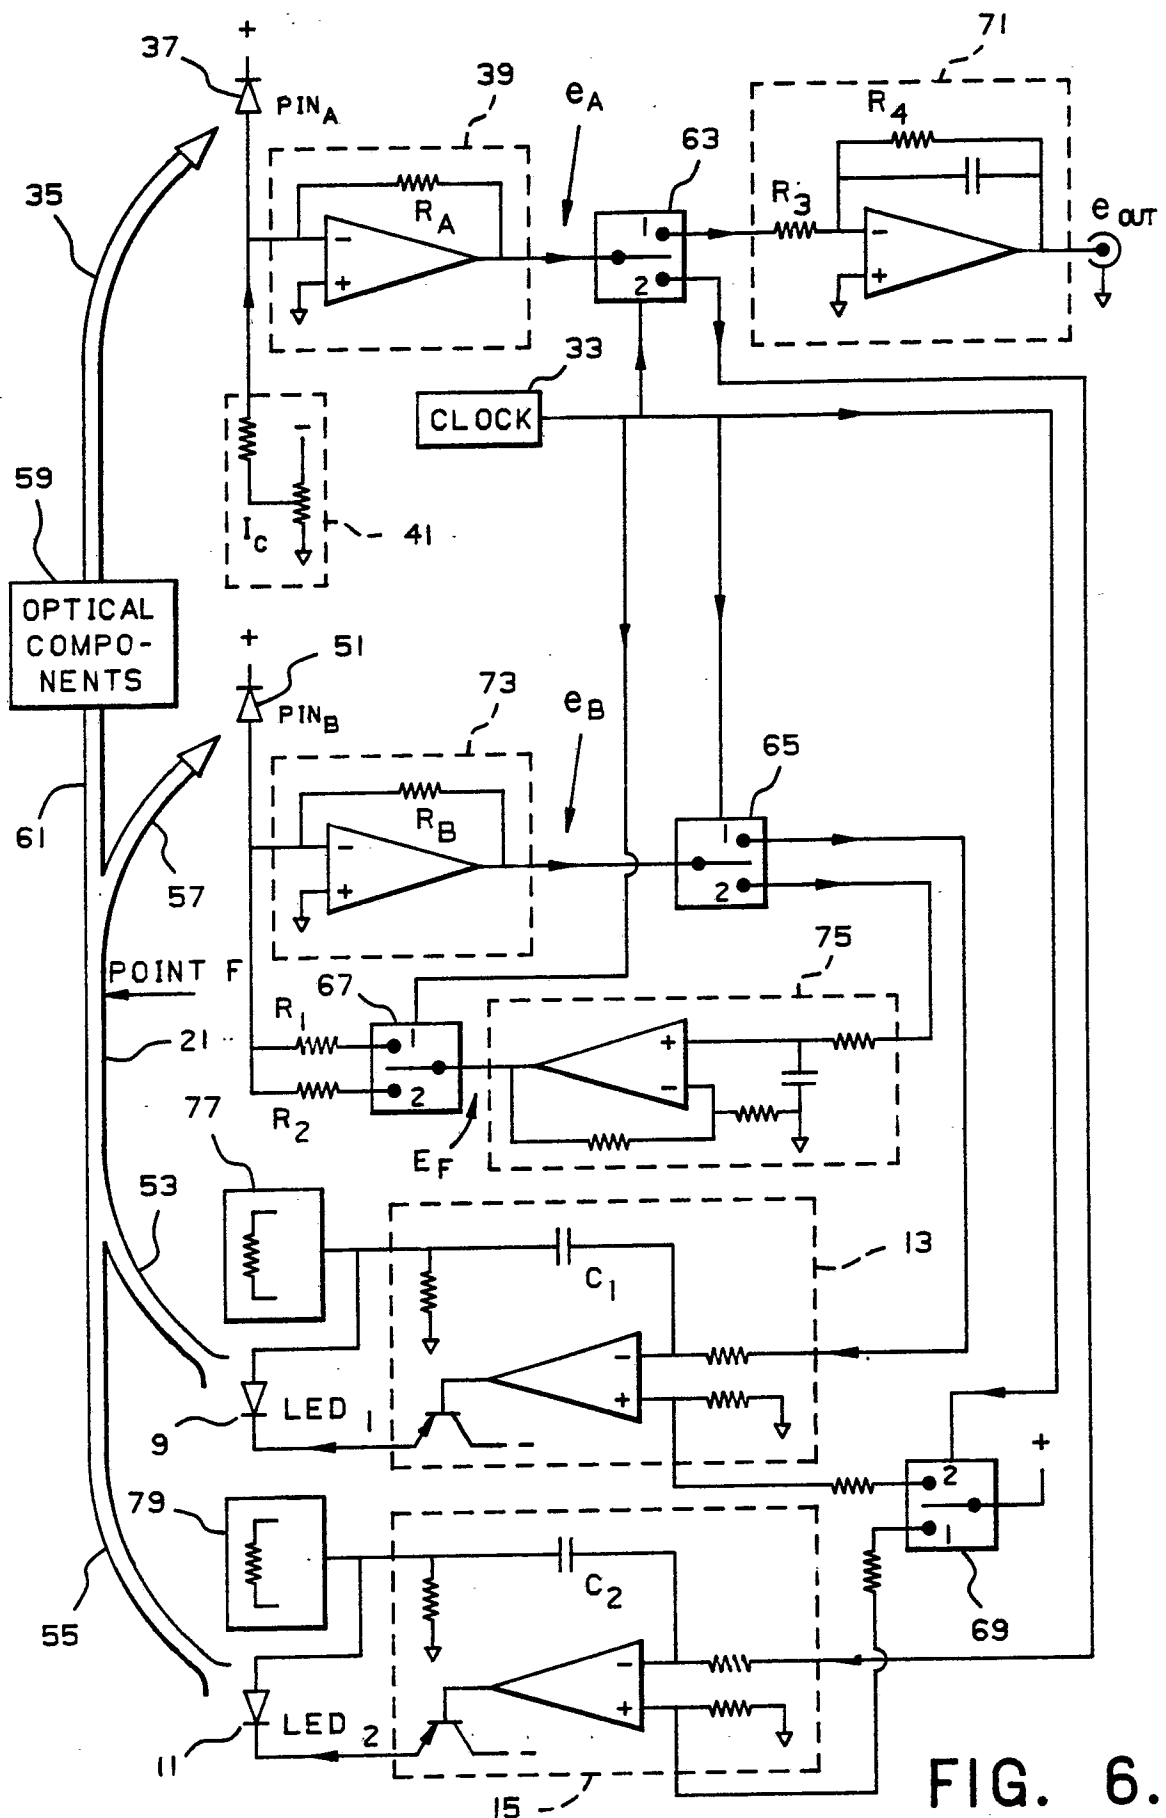 +
37
PIN_A
39
e_A
71
R_4
63
35
R_A
1
2
R_3
e_OUT
-
+
-
+
33
CLOCK
59
I_C
-
41
OPTICAL
COMPO-
NENTS
+
51
PIN_B
73
e_B
65
61
57
R_B
-
+
1
2
POINT F
75
67
R_1
1
2
21
R_2
E_F
+
-
77
53
13
C_1
-
+
LED 1
9
-
+
79
2
1
C_2
69
55
-
+
LED 2
11
-
15
FIG. 6.